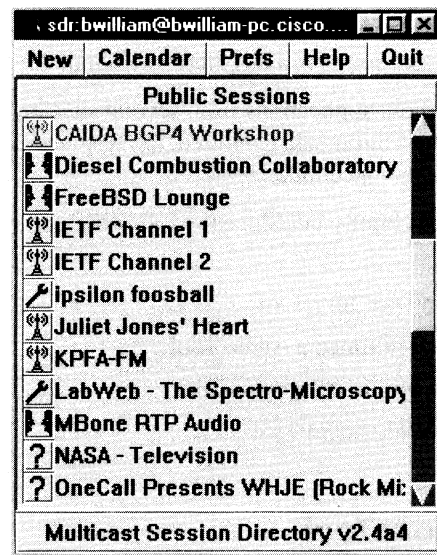 sdr:bwilliam@bwilliam-pc.cisco....
New Calendar Prefs Help Quit
Public Sessions
CAIDA BGP4 Workshop
Diesel Combustion Collaboratory
FreeBSD Lounge
IETF Channel 1
IETF Channel 2
ipsilon foosball
Juliet Jones' Heart
KPFA-FM
LabWeb - The Spectro-Microscopy
MBone RTP Audio
? NASA - Television
? OneCall Presents WHJE (Rock Mi
Multicast Session Directory v2.4a4